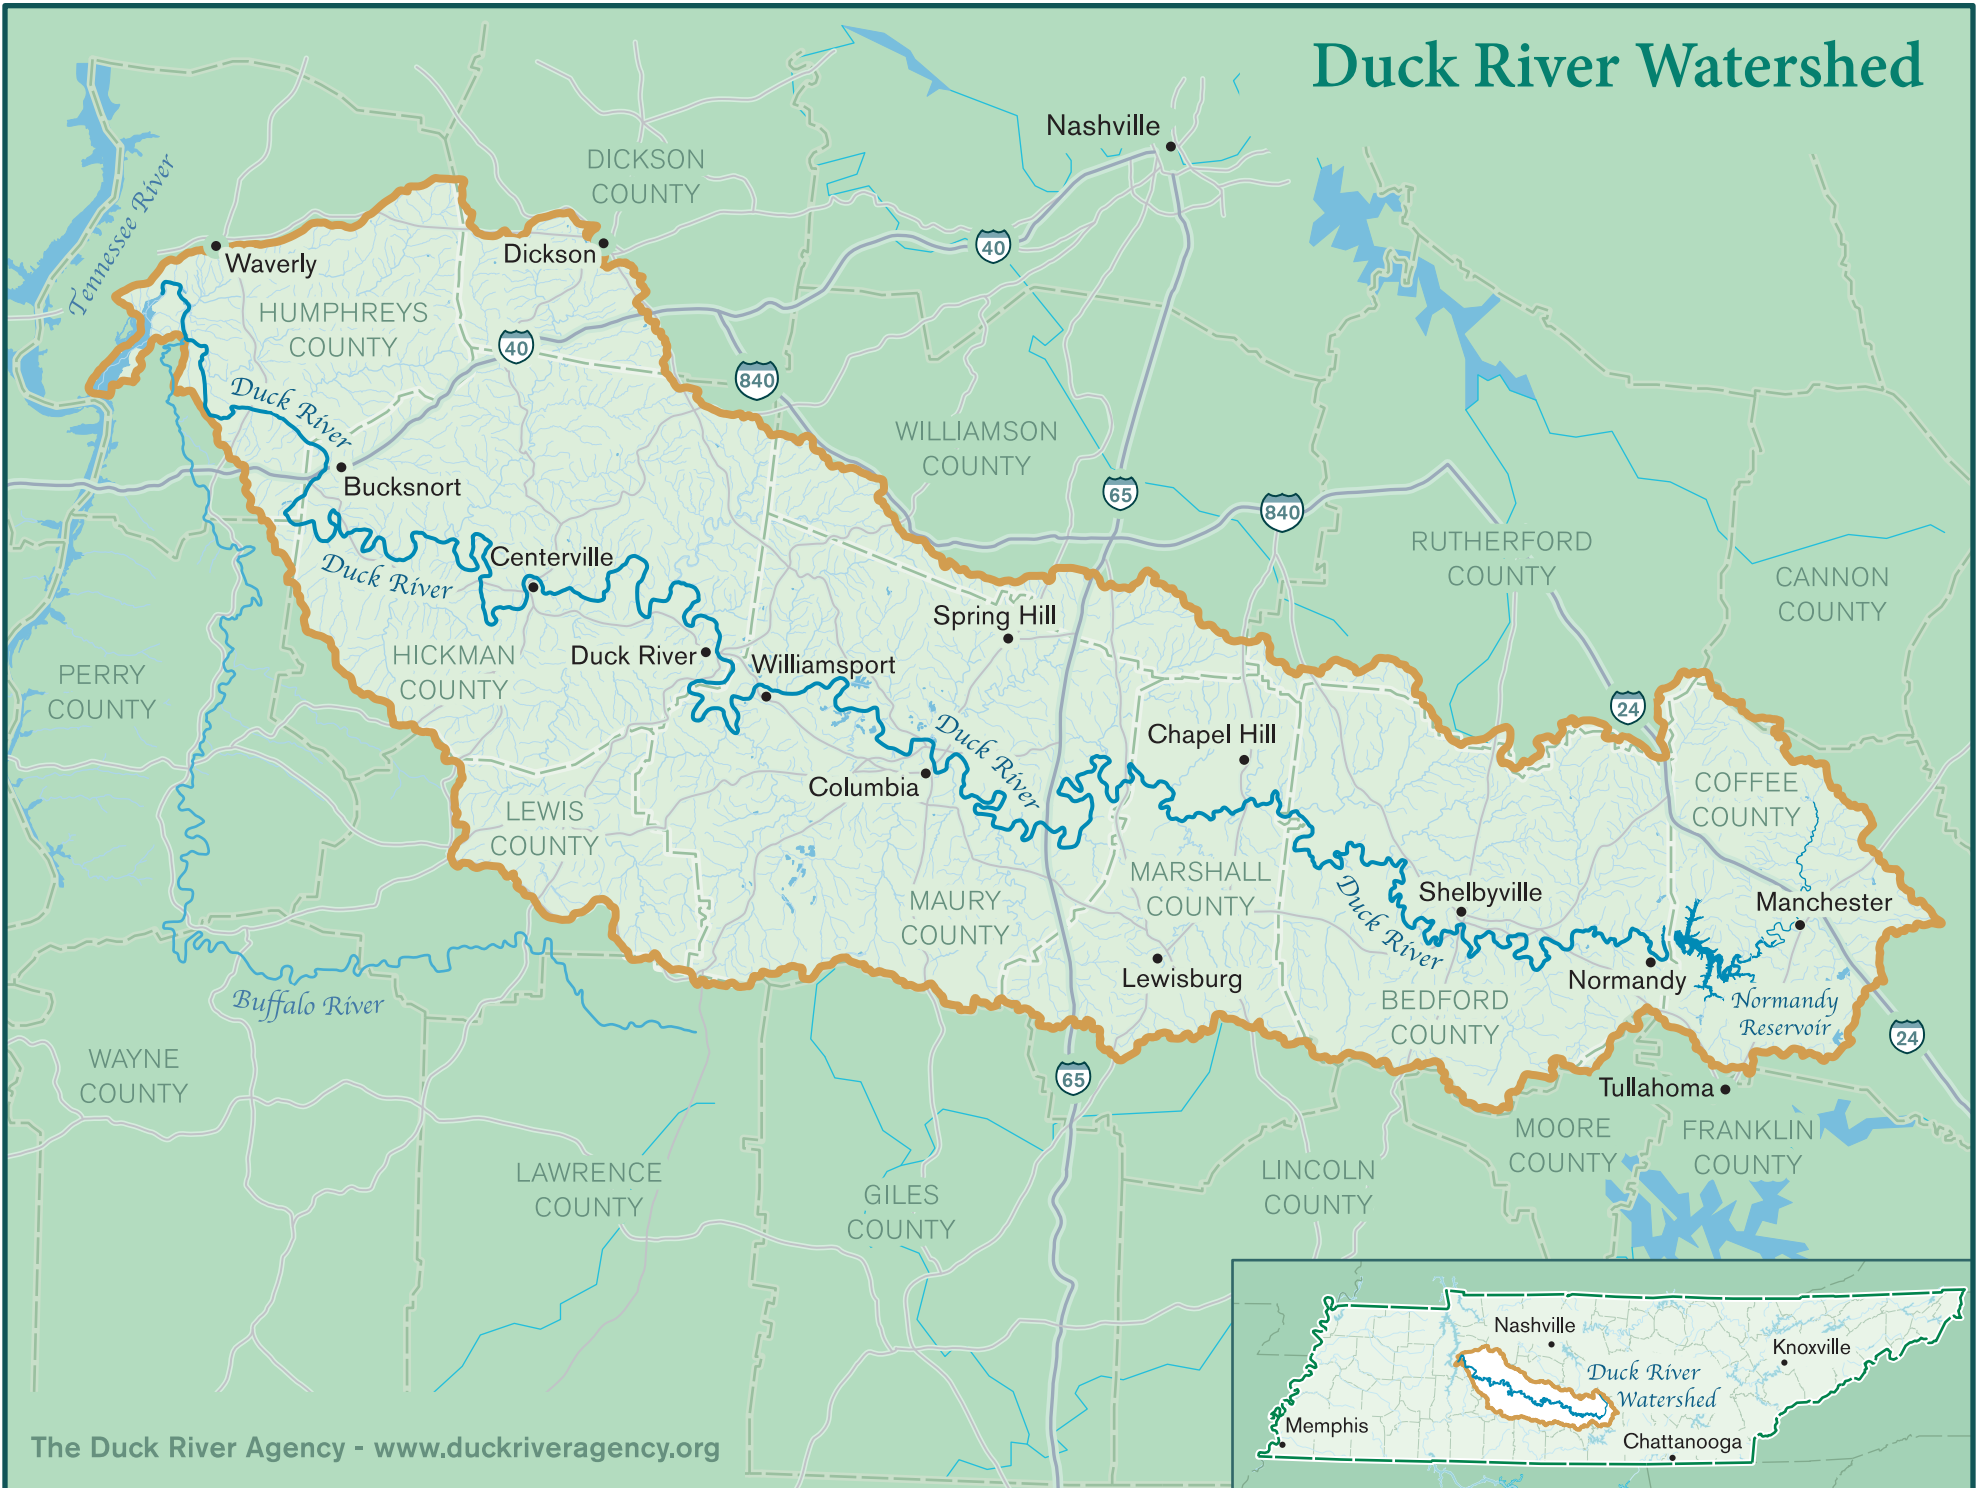 Duck River Watershed
Nashville
DICKSON
COUNTY
Tennessee River
40
Waverly
Dickson
HUMPHREYS
COUNTY
40
840
Duck River
WILLIAMSON
COUNTY
Bucksnort
65
840
RUTHERFORD
COUNTY
CANNON
COUNTY
Duck River
Centerville
Spring Hill
HICKMAN
COUNTY
Duck River
Williamsport
PERRY
COUNTY
24
Duck River
Chapel Hill
Columbia
COFFEE
COUNTY
LEWIS
COUNTY
MARSHALL
COUNTY
MAURY
COUNTY
Duck River
Shelbyville
Manchester
Lewisburg
Normandy
Normandy
Reservoir
BEDFORD
COUNTY
Buffalo River
24
WAYNE
COUNTY
65
Tullahoma
MOORE
COUNTY
FRANKLIN
COUNTY
LAWRENCE
COUNTY
GILES
COUNTY
LINCOLN
COUNTY
Nashville
Knoxville
Duck River
Watershed
Memphis
Chattanooga
The Duck River Agency - www.duckriveragency.org